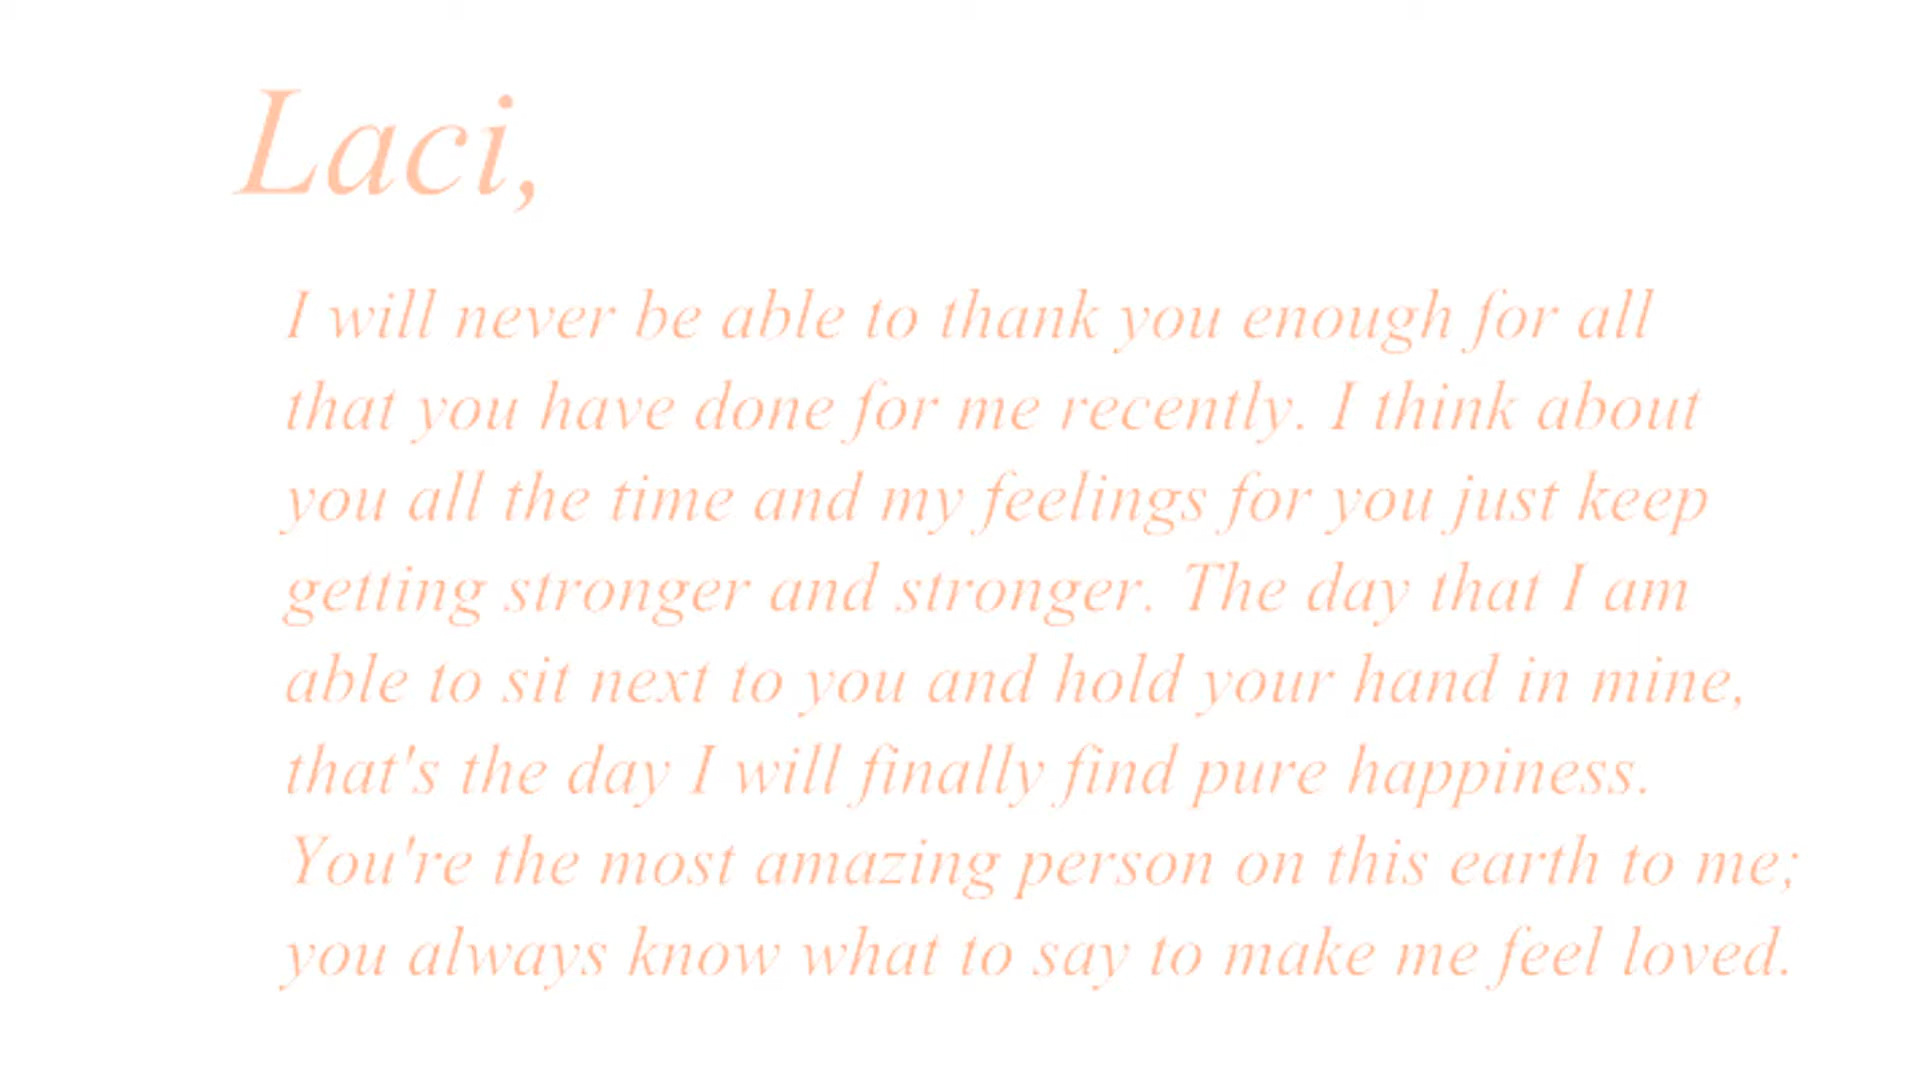 Laci,
I will never be able to thank you enough for all
that you have done for me recently. I think about
you all the time and my feelings for you just keep
getting stronger and stronger. The day that I am
able to sit next to you and hold your hand in mine,
that's the day I will finally find pure happiness.
You're the most amazing person on this earth to me;
you always know what to say to make me feel loved.